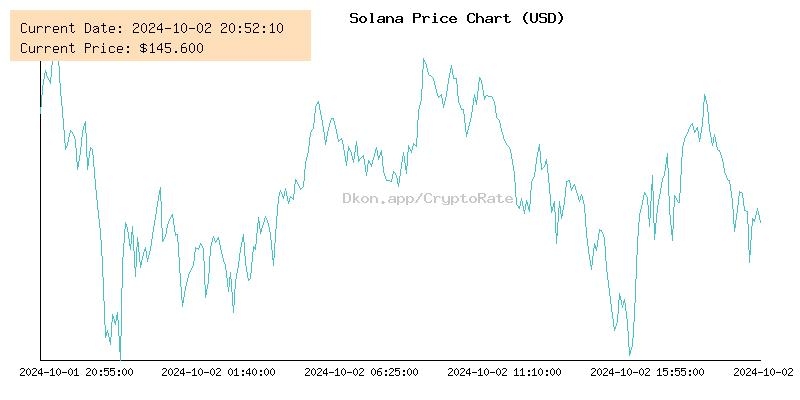 Solana Price Chart (USD)
Current Date: 2024-10-02 20:52:10
Current Price: $145.600
Dkon.app/CryptoRate
2024-10-01 20:55:00 2024-10-02 01:40:00 2024-10-02 06:25:00 2024-10-02 11:10:00 2024-10-02 15:55:00 2024-10-02